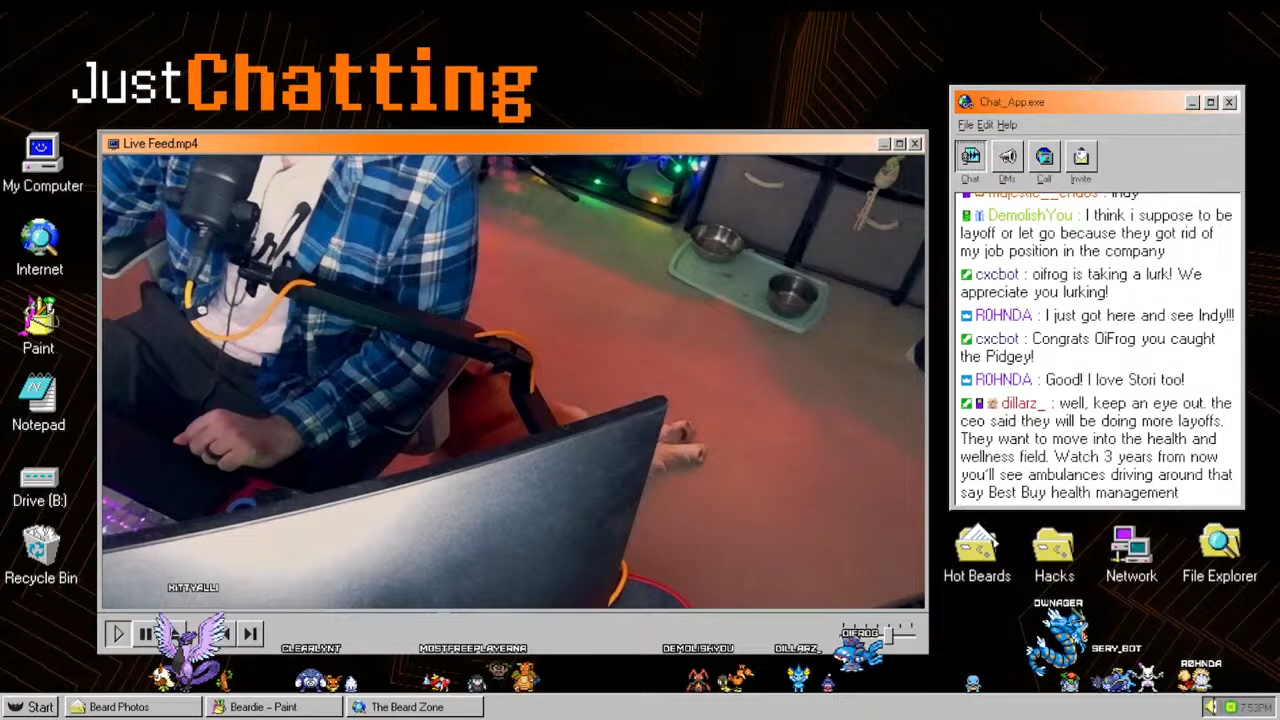 JustChatting
Live Feed.mp4
My Computer
Internet
Paint
Notepad
Drive (B:)
Recycle Bin
Chat_App.exe
File Edit Help
Chat DMs Call Invite
DemolishYou : I think i suppose to be
layoff or let go because they got rid of
my job position in the company
cxcbot : oifrog is taking a lurk! We
appreciate you lurking!
R0HNDA : I just got here and see Indy!!!
cxcbot : Congrats OiFrog you caught
the Pidgey!
R0HNDA : Good! I love Stori too!
dillarz_ : well, keep an eye out. the
ceo said they will be doing more layoffs.
They want to move into the health and
wellness field. Watch 3 years from now
you'll see ambulances driving around that
say Best Buy health management
Hot Beards
Hacks
Network
File Explorer
KITTYALLI
CLEARLYNT
MOSTFREEPLAYERNA
DEMOLISHYOU
DILLARZ_
OIFROG
OWNAGER
SERY_BOT
R0HNDA
Start
Beard Photos
Beardie - Paint
The Beard Zone
7:53PM